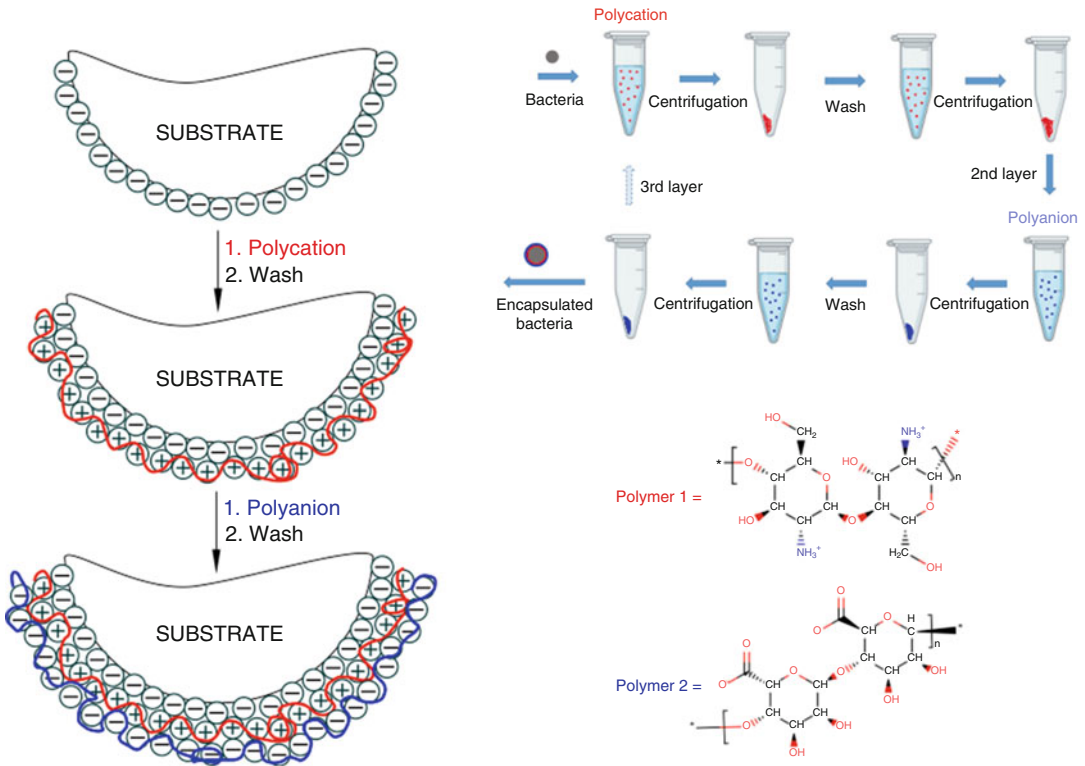 SUBSTRATE
1. Polycation
2. Wash
SUBSTRATE
1. Polyanion
2. Wash
SUBSTRATE
Polycation
Bacteria
Centrifugation
Wash
Centrifugation
3rd layer
2nd layer
Polyanion
Encapsulated
bacteria
Centrifugation
Wash
Centrifugation
Polymer 1 =
HO
CH₂
NH₃⁺
*
*
O
CH
O
HO
CH
CH
CH
n
CH
CH
CH
CH
O
HO
CH
CH
O
CH
CH
NH₃⁺
H₂C
OH
Polymer 2 =
O
O
CH
O
C
H
*
n
O
CH
CH
O
O
CH
O
CH
O
CH
CH
OH
OH
*
O
CH
CH
OH
OH